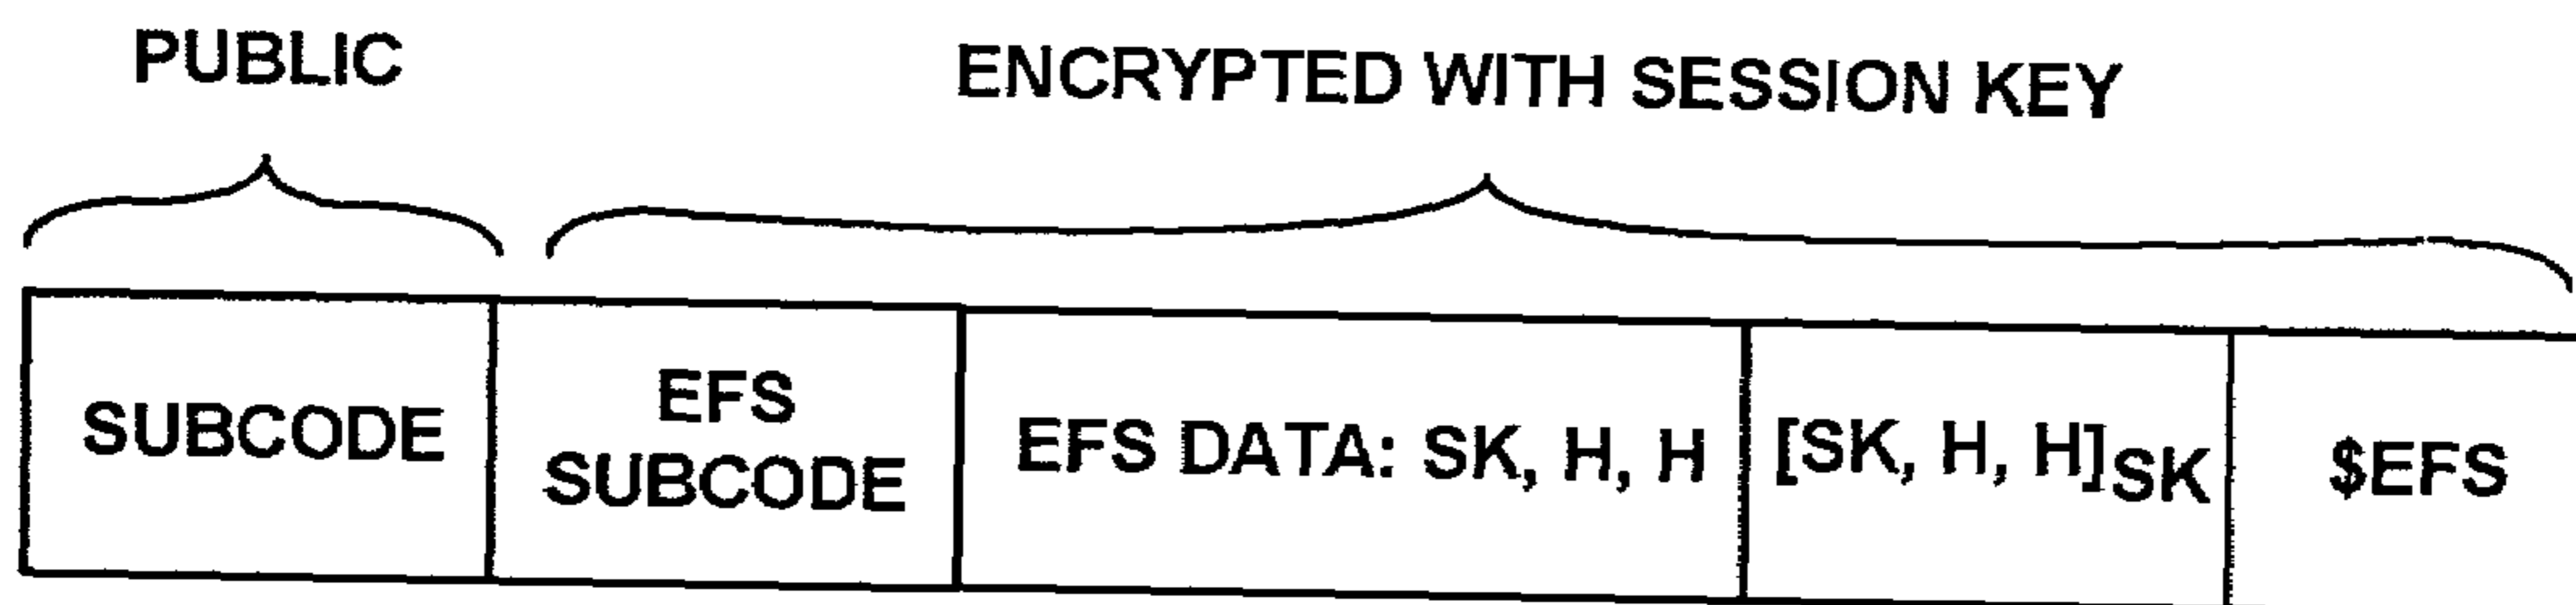 PUBLIC
ENCRYPTED WITH SESSION KEY
SUBCODE
EFS
SUBCODE
EFS DATA: SK, H, H
[SK, H, H]SK
$EFS